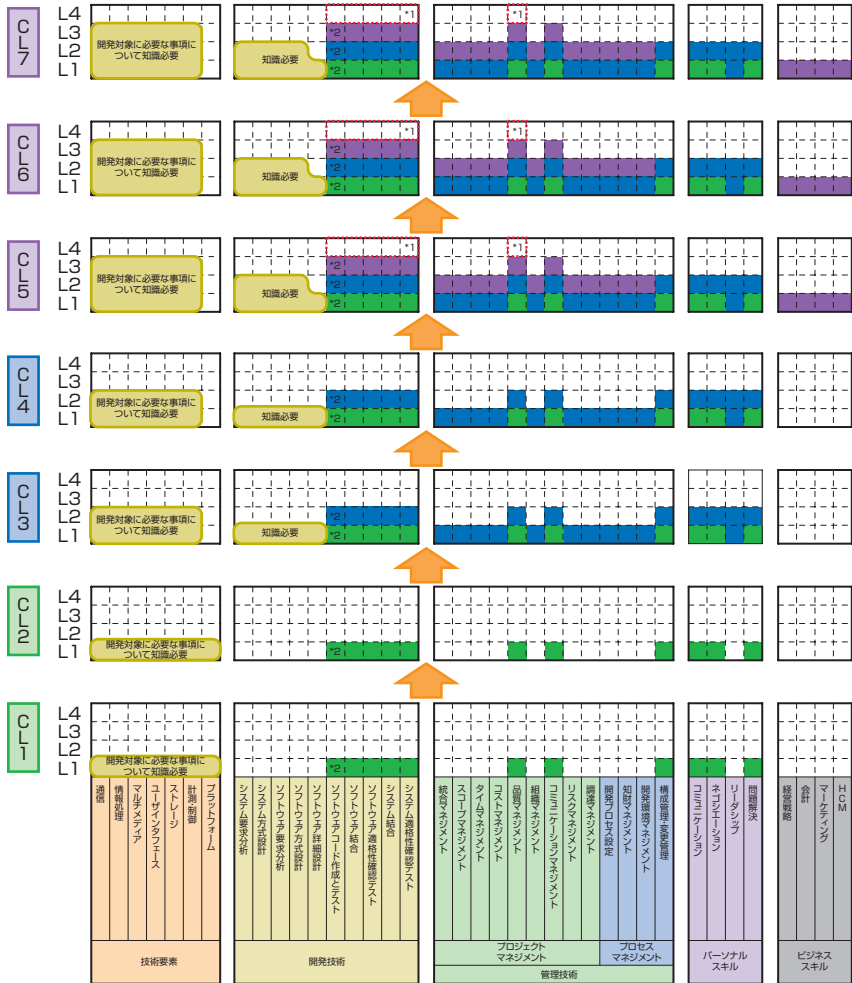 CL7
L4
L3
L2
L1
開発対象に必要な事項
について知識必要
知識必要
*1
*2
*2
*2
*1
CL6
L4
L3
L2
L1
開発対象に必要な事項
について知識必要
知識必要
*1
*2
*2
*2
*1
CL5
L4
L3
L2
L1
開発対象に必要な事項
について知識必要
知識必要
*1
*2
*2
*2
*1
CL4
L4
L3
L2
L1
開発対象に必要な事項
について知識必要
知識必要
*2
*2
CL3
L4
L3
L2
L1
開発対象に必要な事項
について知識必要
知識必要
*2
*2
CL2
L4
L3
L2
L1
開発対象に必要な事項
について知識必要
*2
CL1
L4
L3
L2
L1
開発対象に必要な事項
について知識必要
*2
通信
情報処理
マルチメディア
ユーザインタフェース
ストレージ
計測・制御
プラットフォーム
システム要求分析
システム方式設計
ソフトウェア要求分析
ソフトウェア方式設計
ソフトウェア詳細設計
ソフトウェアコード作成とテスト
ソフトウェア結合
ソフトウェア適格性確認テスト
システム結合
システム適格性確認テスト
統合マネジメント
スコープマネジメント
タイムマネジメント
コストマネジメント
品質マネジメント
組織マネジメント
コミュニケーションマネジメント
リスクマネジメント
調達マネジメント
開発プロセス設定
知財マネジメント
開発環境マネジメント
構成管理・変更管理
コミュニケーション
ネゴシエーション
リーダシップ
問題解決
経営戦略
会計
マーケティング
HCM
技術要素
開発技術
プロジェクト
マネジメント
プロセス
マネジメント
管理技術
パーソナル
スキル
ビジネス
スキル